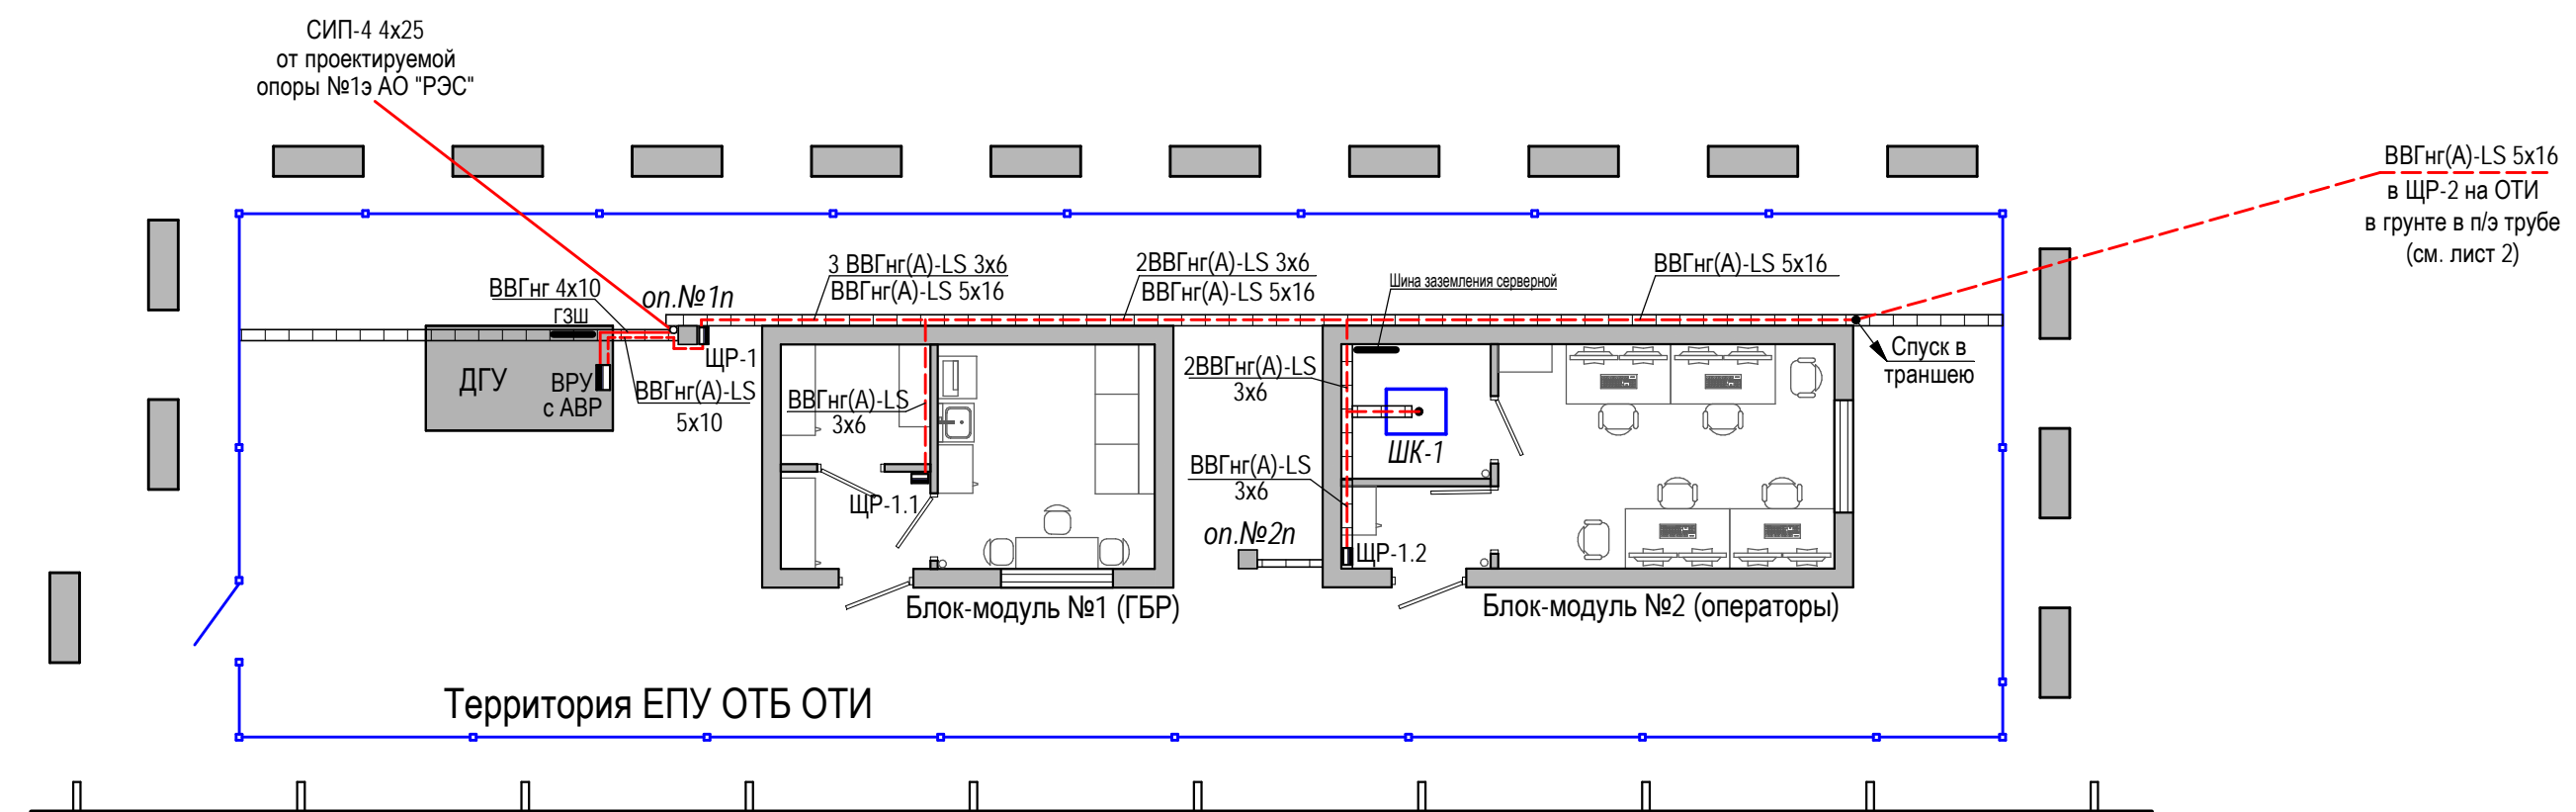 СИП-4 4х25
от проектируемой
опоры №1э АО "РЭС"
ВВГнг(А)-LS 5х16
в ЩР-2 на ОТИ
в грунте в п/э трубе
(см. лист 2)
ВВГнг 4х10
ГЗШ
оп.№1п
3 ВВГнг(А)-LS 3х6
ВВГнг(А)-LS 5х16
2ВВГнг(А)-LS 3х6
ВВГнг(А)-LS 5х16
Шина заземления серверной
ВВГнг(А)-LS 5х16
ЩР-1
ДГУ
ВРУ
с АВР
ВВГнг(А)-LS
5х10
ВВГнг(А)-LS
3х6
2ВВГнг(А)-LS
3х6
Спуск в
траншею
ШК-1
ВВГнг(А)-LS
3х6
ЩР-1.1
оп.№2п
ЩР-1.2
Блок-модуль №1 (ГБР)
Блок-модуль №2 (операторы)
Территория ЕПУ ОТБ ОТИ